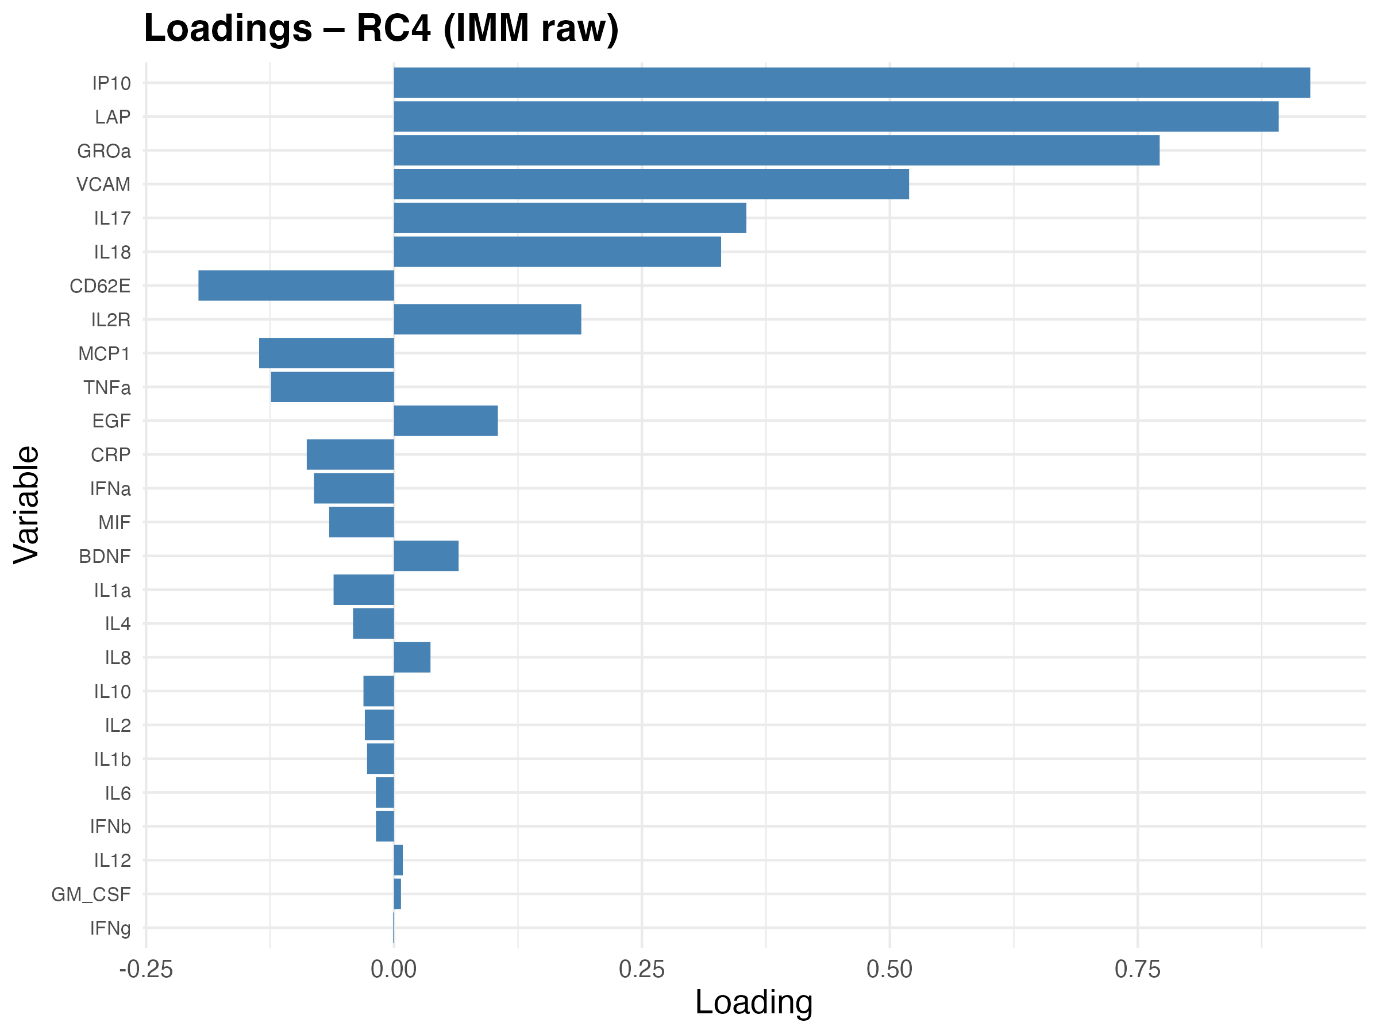 Loadings – RC4 (IMM raw)
IP10
LAP
GROa
VCAM
IL17
IL18
CD62E
IL2R
MCP1
TNFa
EGF
CRP
IFNa
MIF
BDNF
IL1a
IL4
IL8
IL10
IL2
IL1b
IL6
IFNb
IL12
GM_CSF
IFNg
Variable
-0.25 0.00 0.25 0.50 0.75
Loading